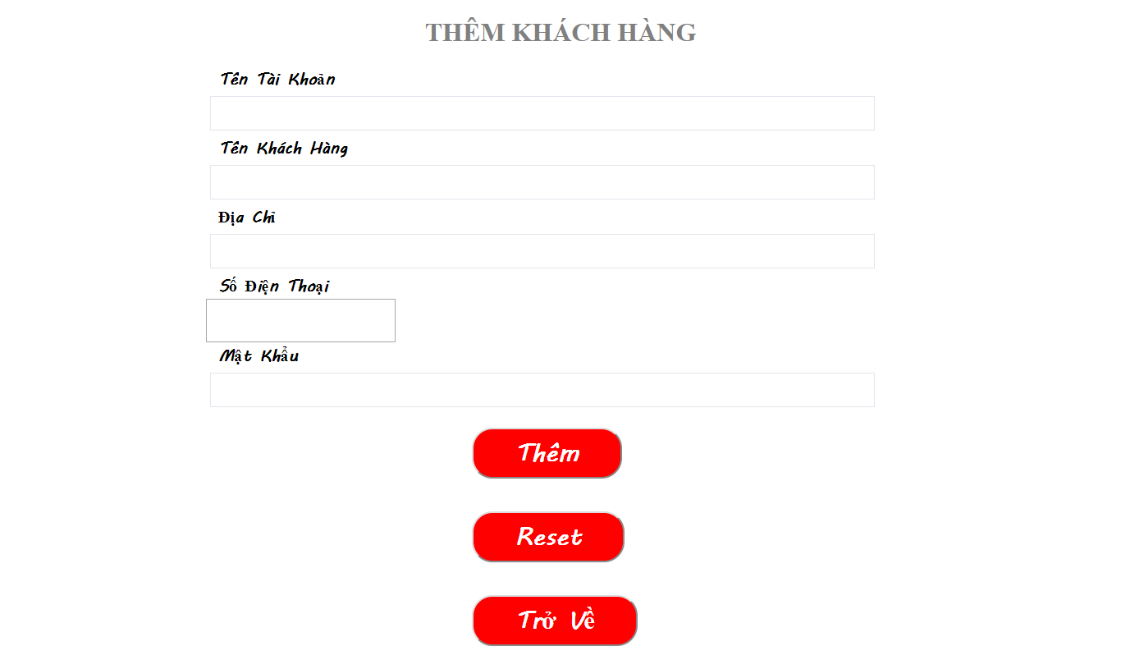 THÊM KHÁCH HÀNG
Tên Tài Khoản
Tên Khách Hàng
Địa Chỉ
Số Điện Thoại
Mật Khẩu
Thêm
Reset
Trở Về